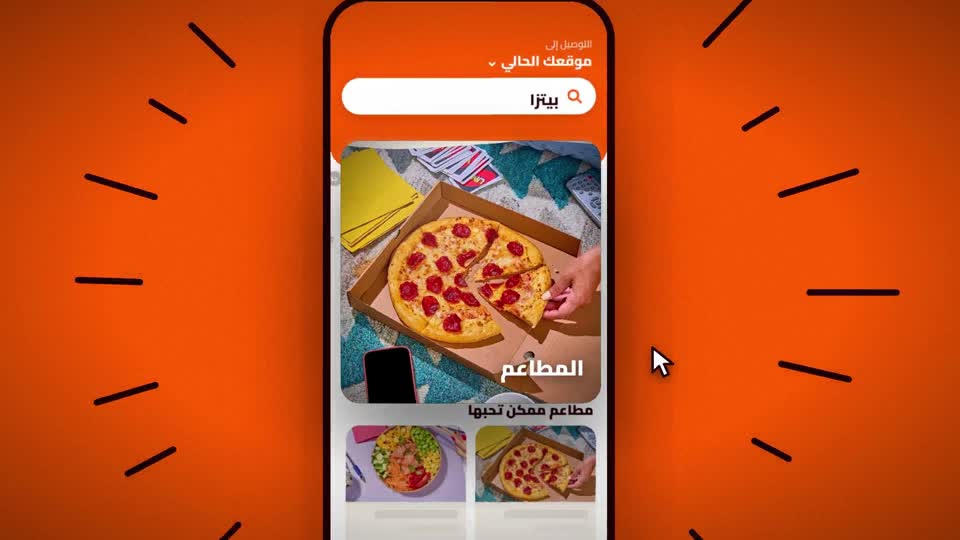 التوصيل إلى
موقعك الحالي
بيتزا
المطاعم
مطاعم ممكن تحبها